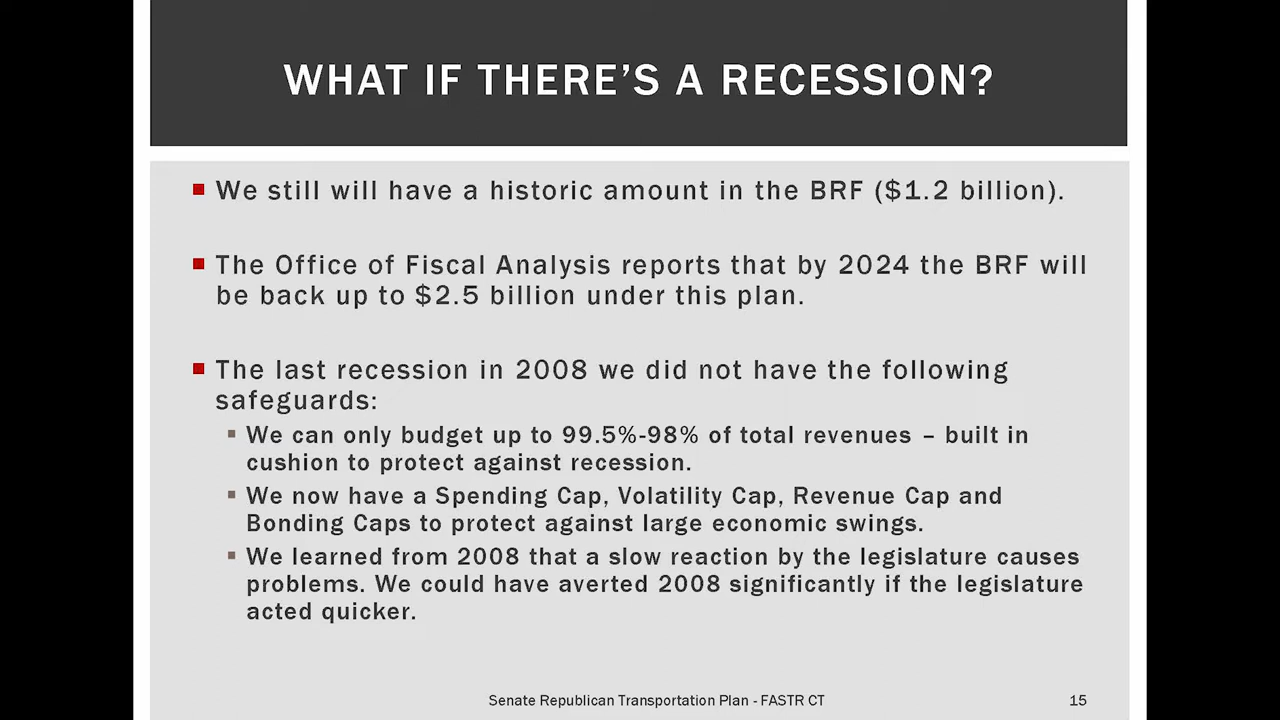 WHAT IF THERE’S A RECESSION?
We still will have a historic amount in the BRF ($1.2 billion).
The Office of Fiscal Analysis reports that by 2024 the BRF will
be back up to $2.5 billion under this plan.
The last recession in 2008 we did not have the following
safeguards:
We can only budget up to 99.5%-98% of total revenues – built in
cushion to protect against recession.
We now have a Spending Cap, Volatility Cap, Revenue Cap and
Bonding Caps to protect against large economic swings.
We learned from 2008 that a slow reaction by the legislature causes
problems. We could have averted 2008 significantly if the legislature
acted quicker.
Senate Republican Transportation Plan - FASTR CT
15